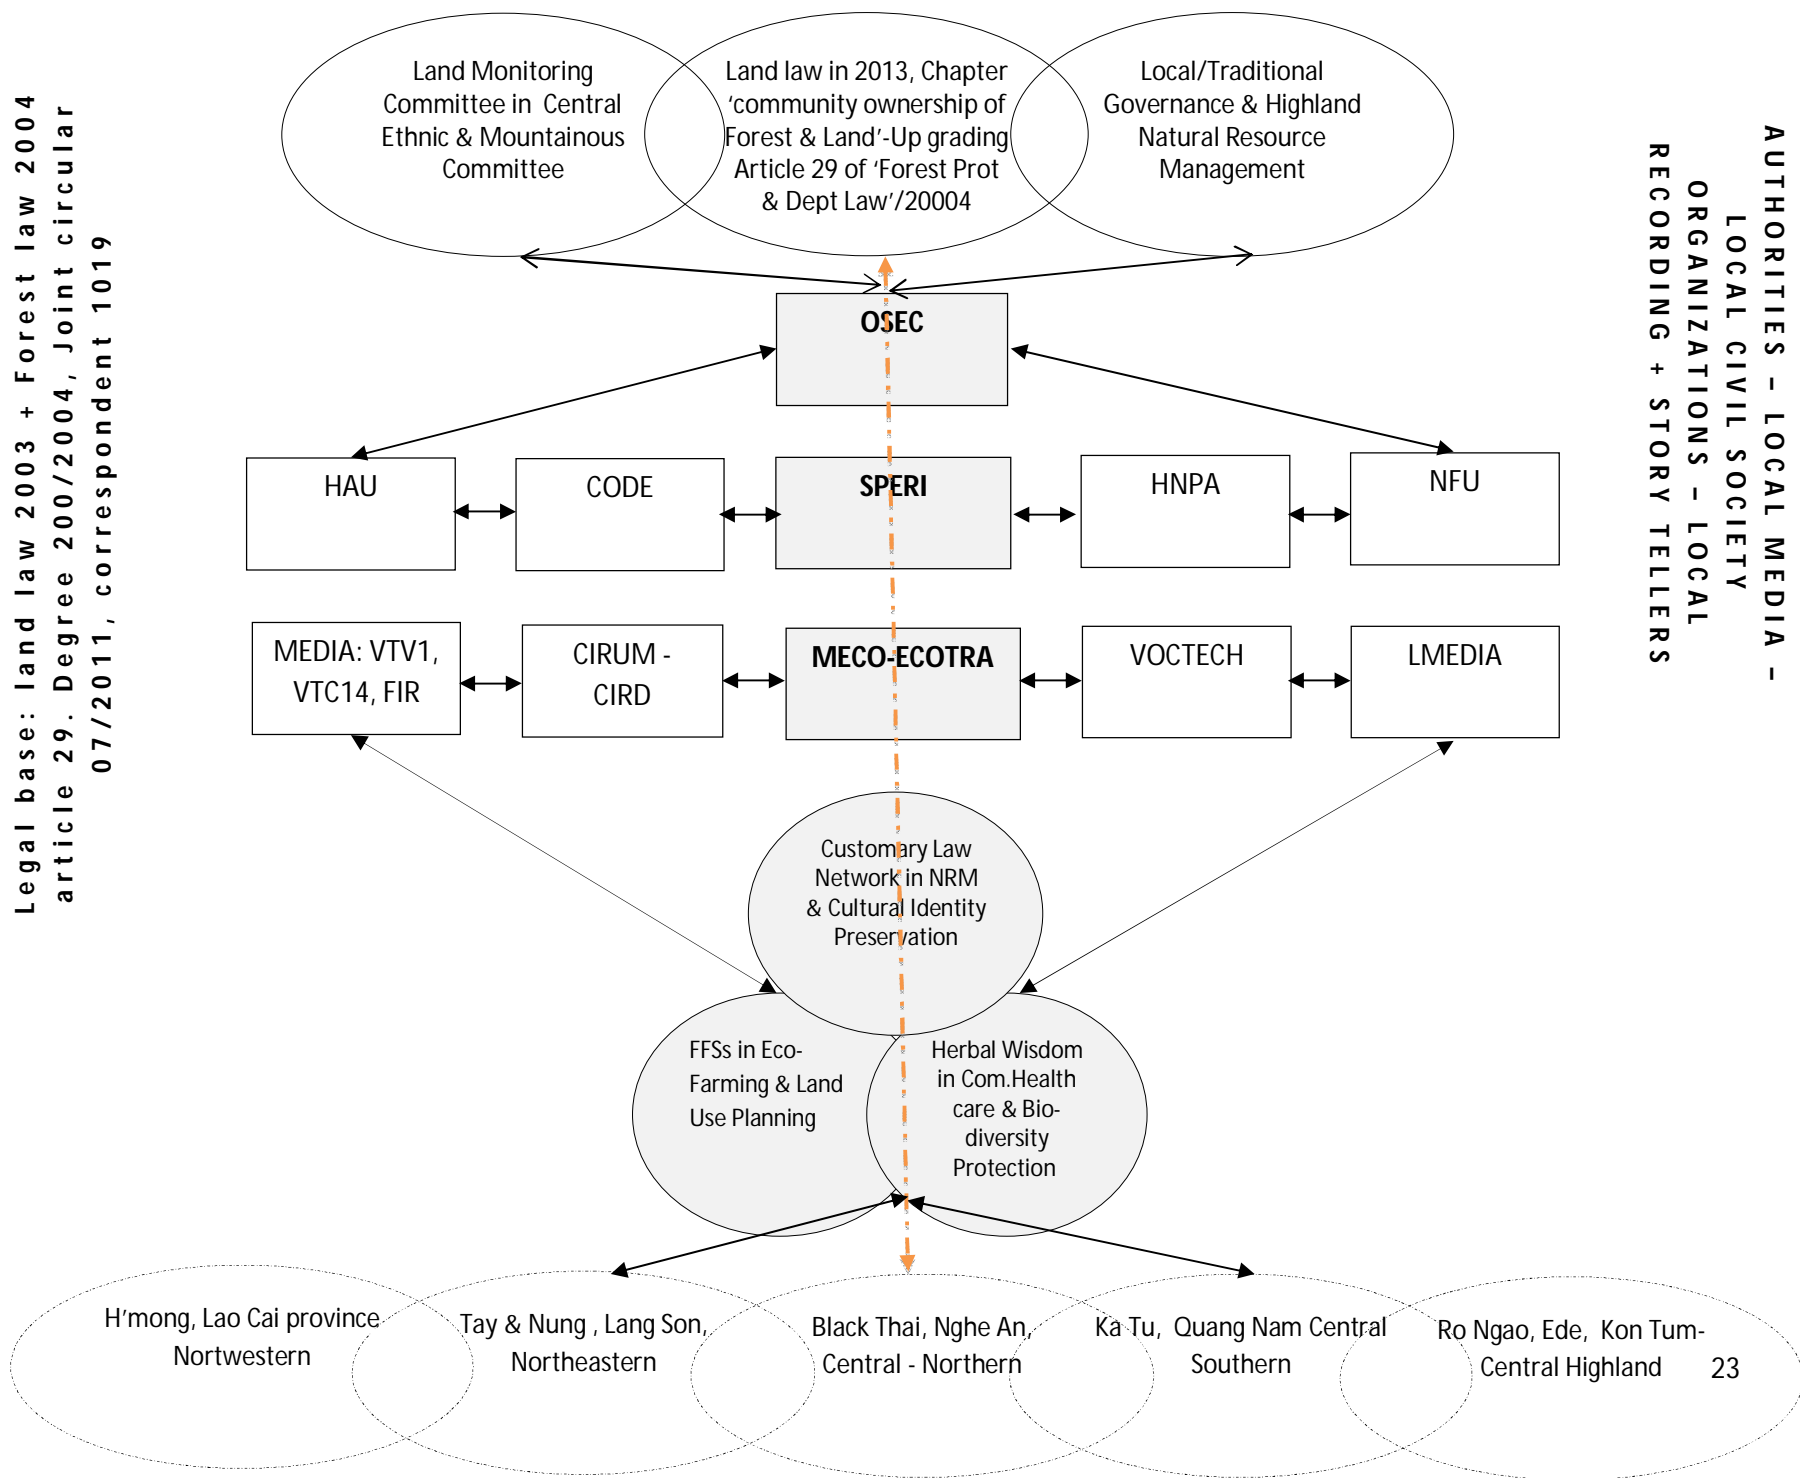 Legal base: land law 2003 + Forest law 2004
article 29. Degree 200/2004, Joint circular
07/2011, correspondent 1019
Land Monitoring
Committee in Central
Ethnic & Mountainous
Committee
Land law in 2013, Chapter
‘community ownership of
Forest & Land’-Up grading
Article 29 of ‘Forest Prot
& Dept Law’/20004
Local/Traditional
Governance & Highland
Natural Resource
Management
AUTHORITIES – LOCAL MEDIA –
LOCAL CIVIL SOCIETY
ORGANIZATIONS – LOCAL
RECORDING + STORY TELLERS
OSEC
HAU
CODE
SPERI
HNPA
NFU
MEDIA: VTV1,
VTC14, FIR
CIRUM -
CIRD
MECO-ECOTRA
VOCTECH
LMEDIA
Customary Law
Network in NRM
& Cultural Identity
Preservation
FFSs in Eco-
Farming & Land
Use Planning
Herbal Wisdom
in Com.Health
care & Bio-
diversity
Protection
H’mong, Lao Cai province
Nortwestern
Tay & Nung , Lang Son,
Northeastern
Black Thai, Nghe An,
Central - Northern
Ka Tu, Quang Nam Central
Southern
Ro Ngao, Ede, Kon Tum-
Central Highland
23